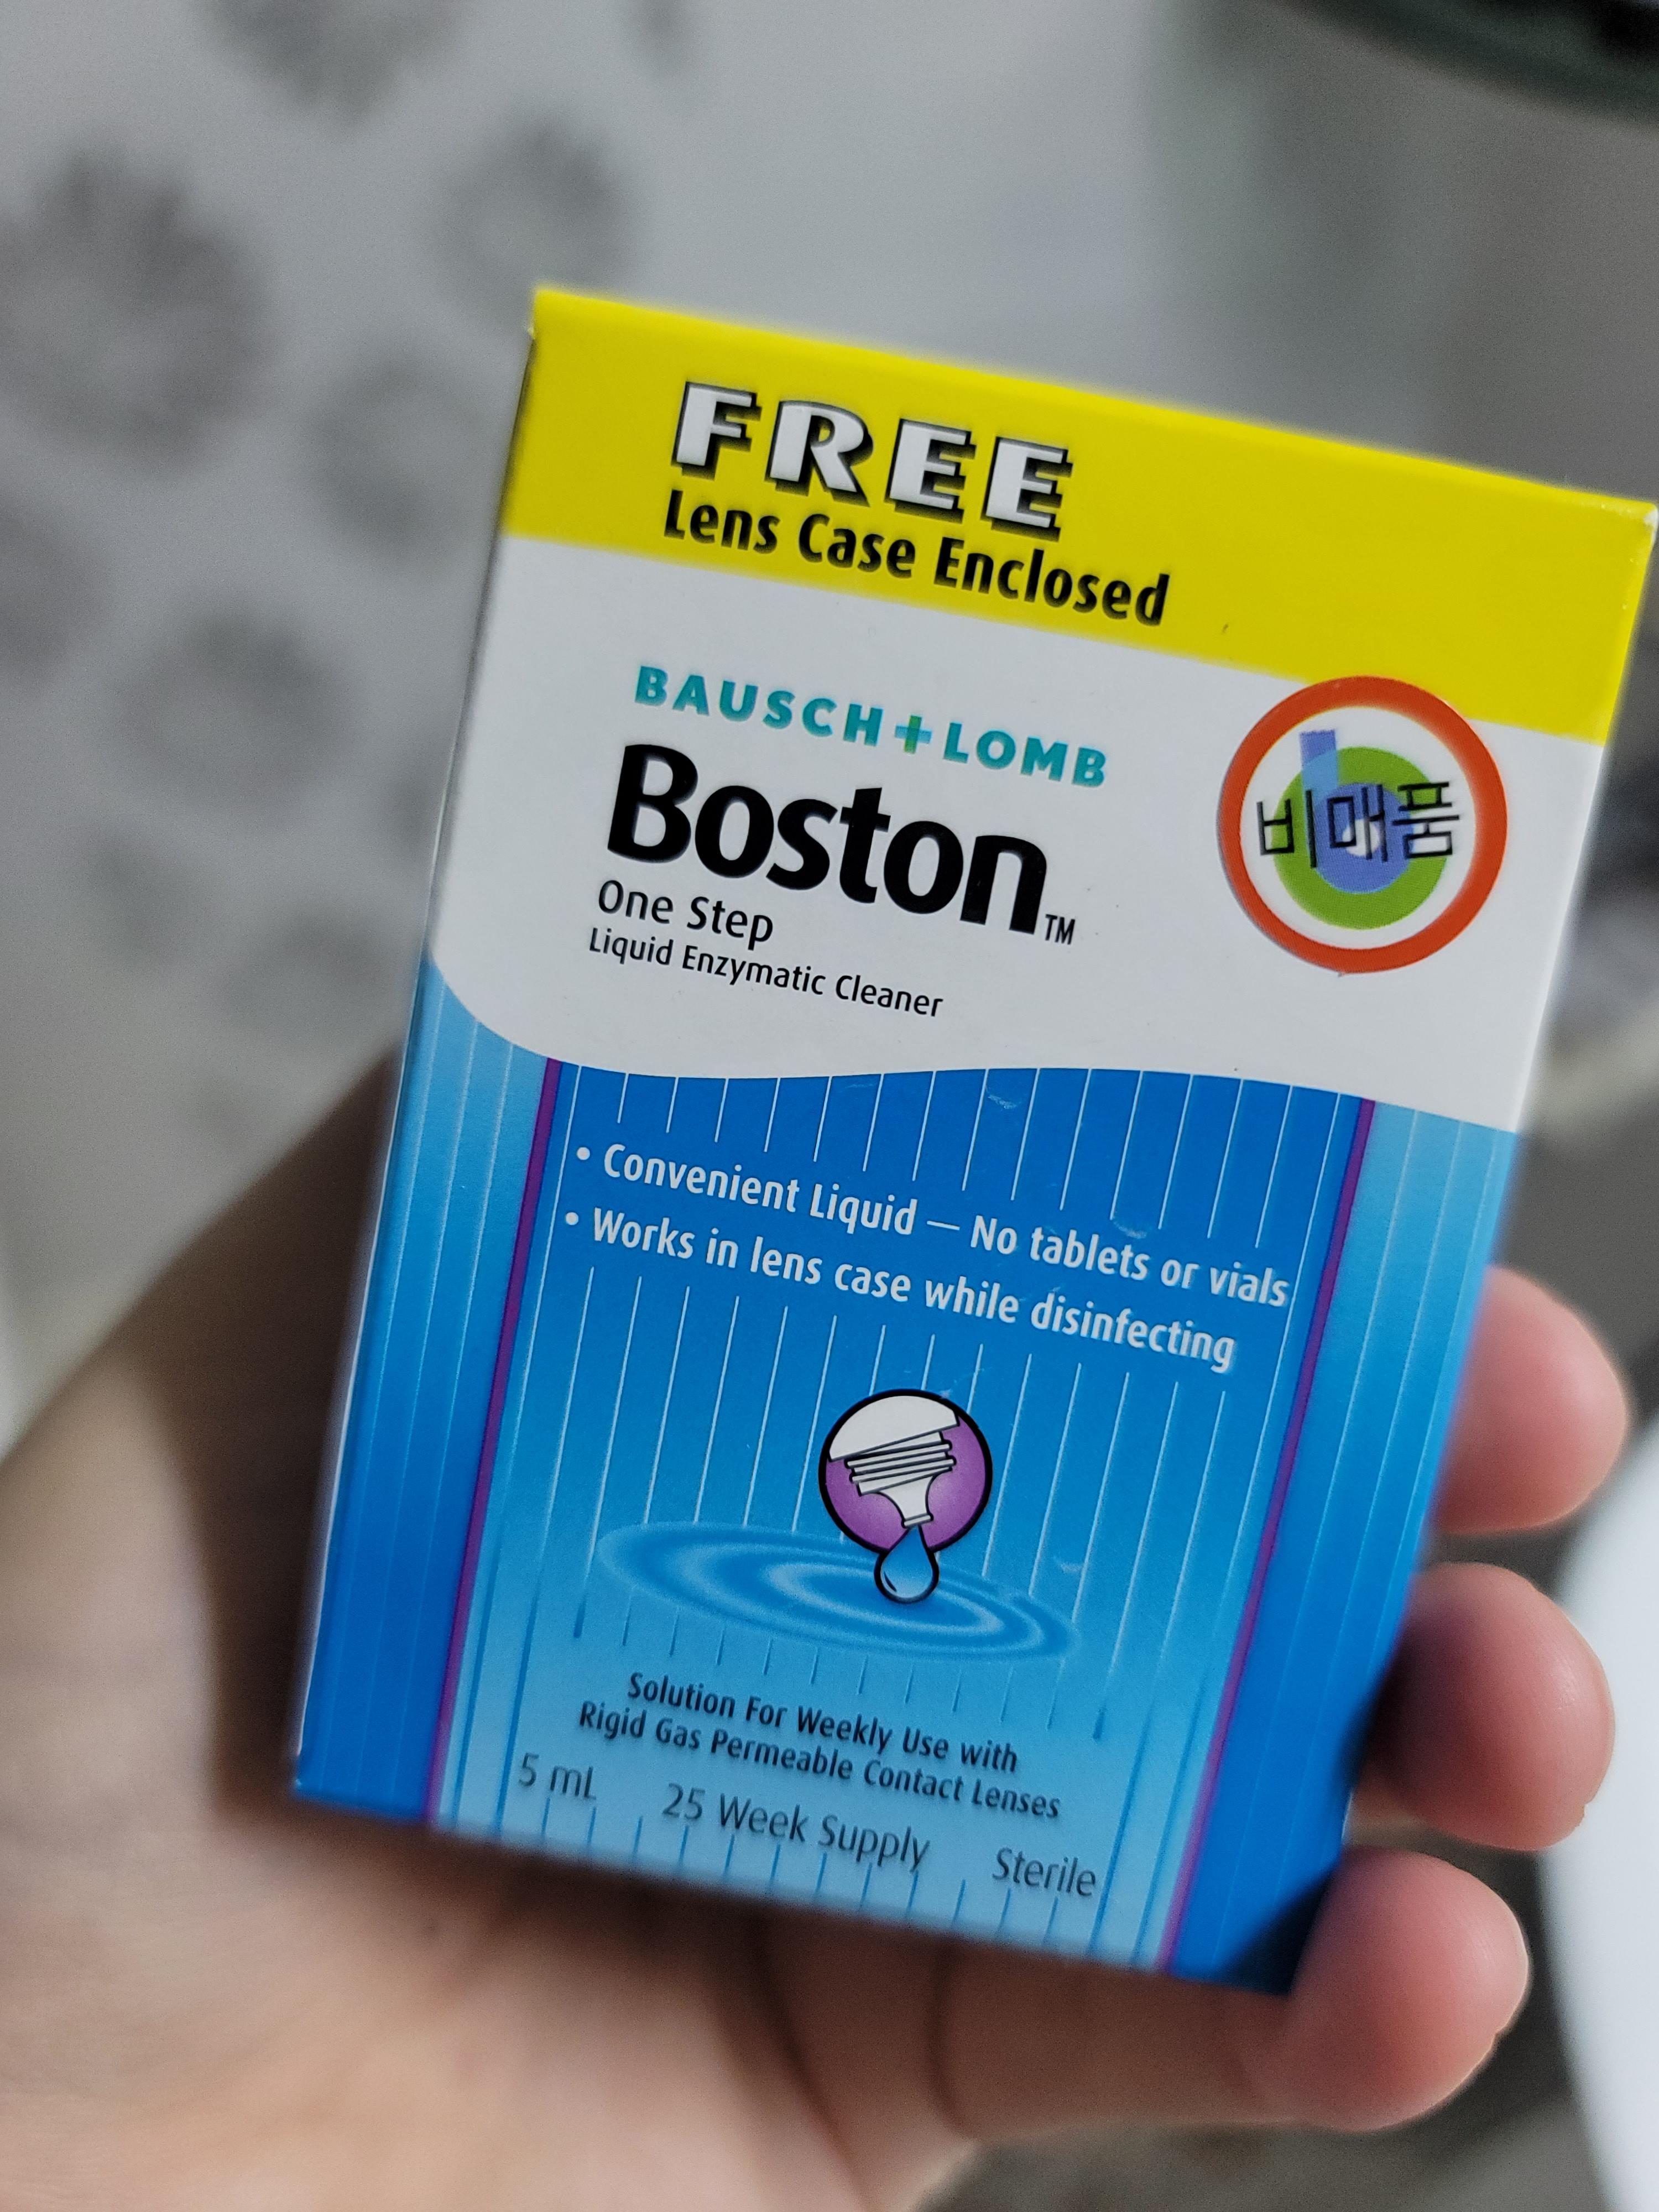 FREE
Lens Case Enclosed
BAUSCH+LOMB
Boston™
One Step
Liquid Enzymatic Cleaner
비매품
• Convenient Liquid — No tablets or vials
• Works in lens case while disinfecting
Solution For Weekly Use with
Rigid Gas Permeable Contact Lenses
5 mL 25 Week Supply Sterile